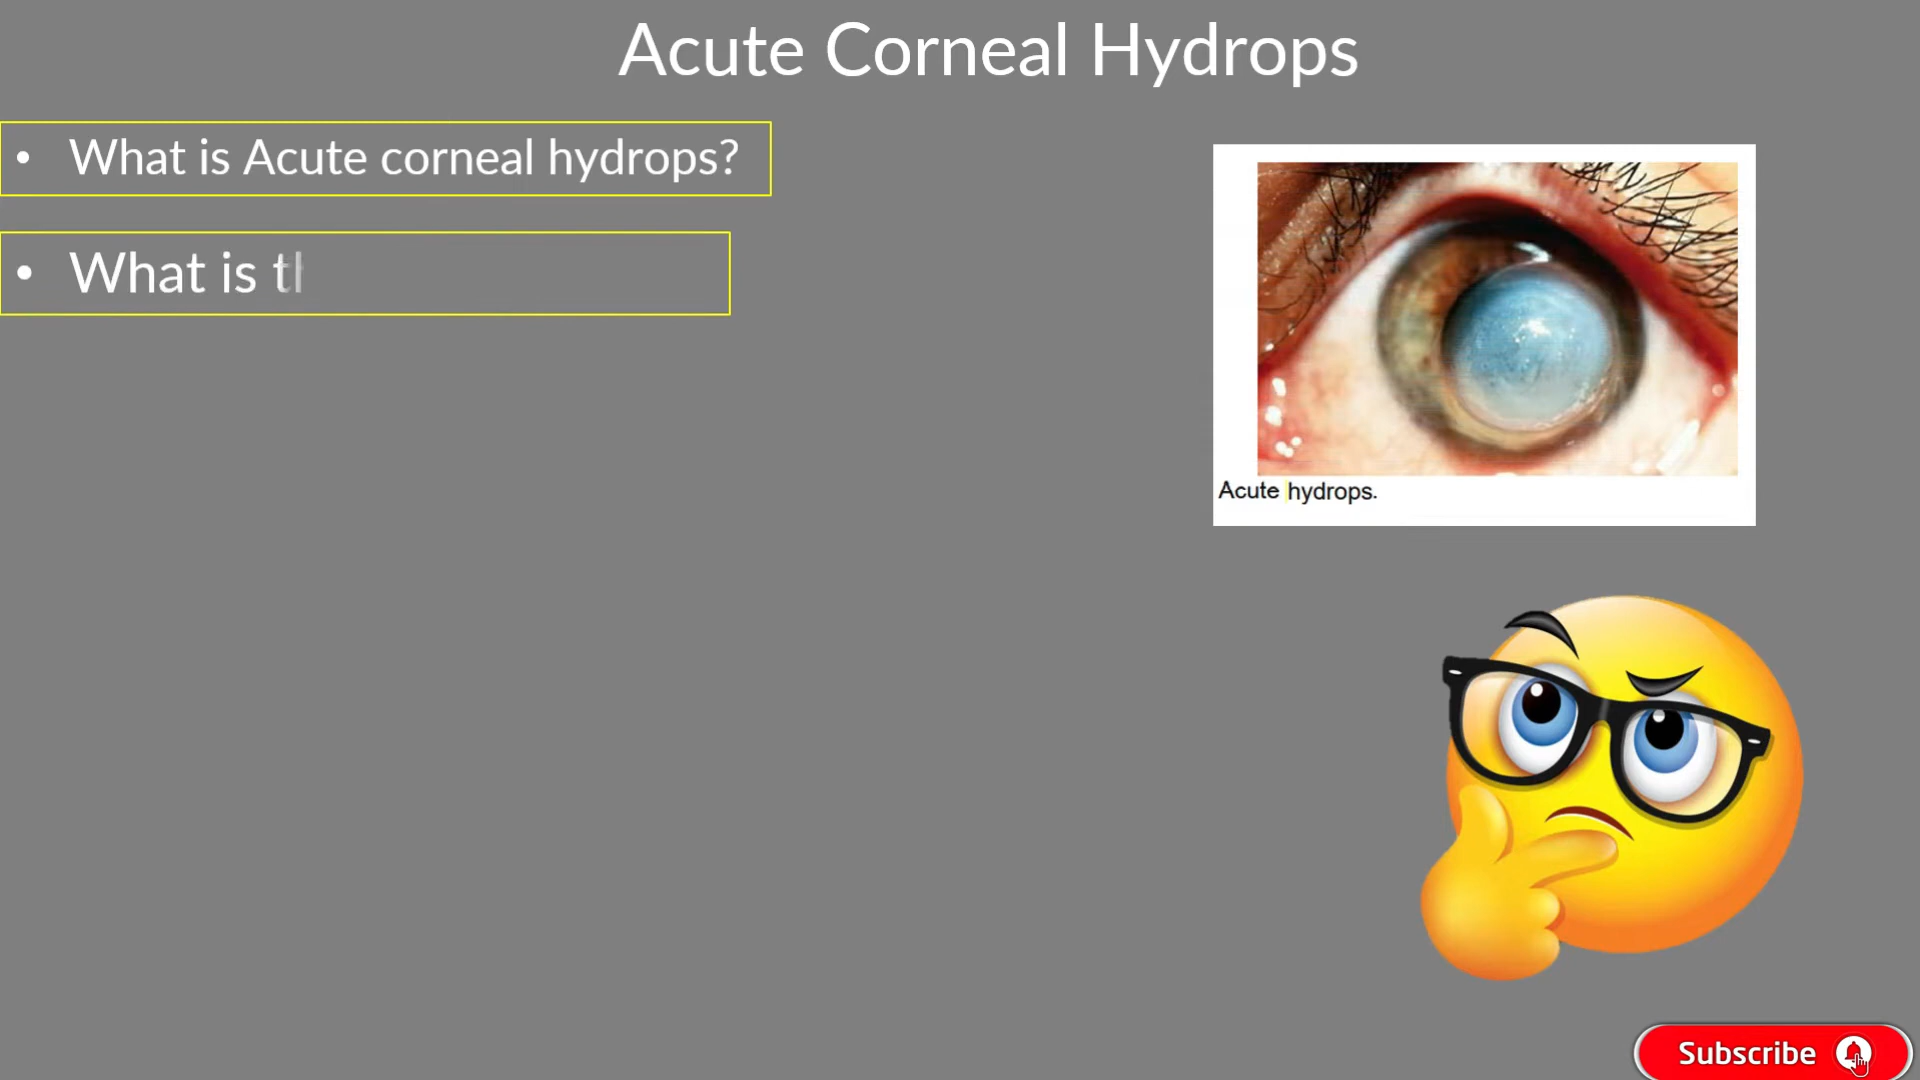 Acute Corneal Hydrops
• What is Acute corneal hydrops?
• What is
Acute hydrops.
Subscribe